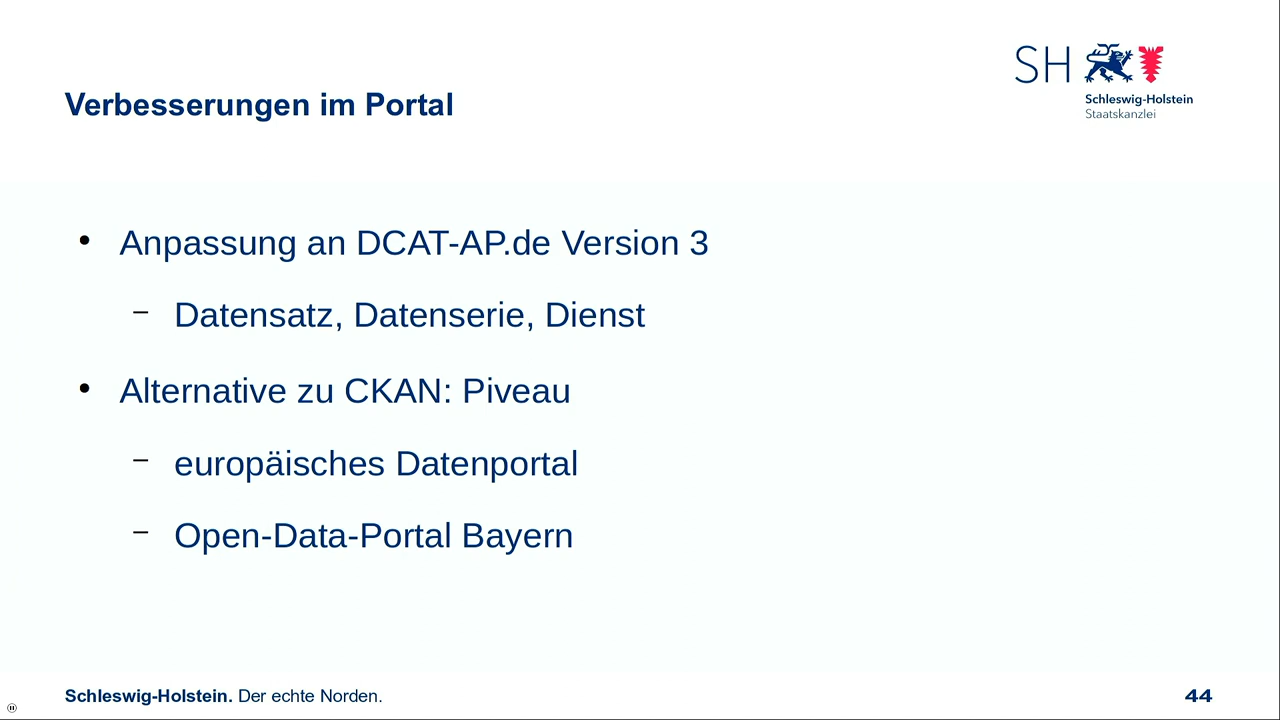 SH
Schleswig-Holstein
Staatskanzlei
Verbesserungen im Portal
• Anpassung an DCAT-AP.de Version 3
– Datensatz, Datenserie, Dienst
• Alternative zu CKAN: Piveau
– europäisches Datenportal
– Open-Data-Portal Bayern
Schleswig-Holstein. Der echte Norden.
44